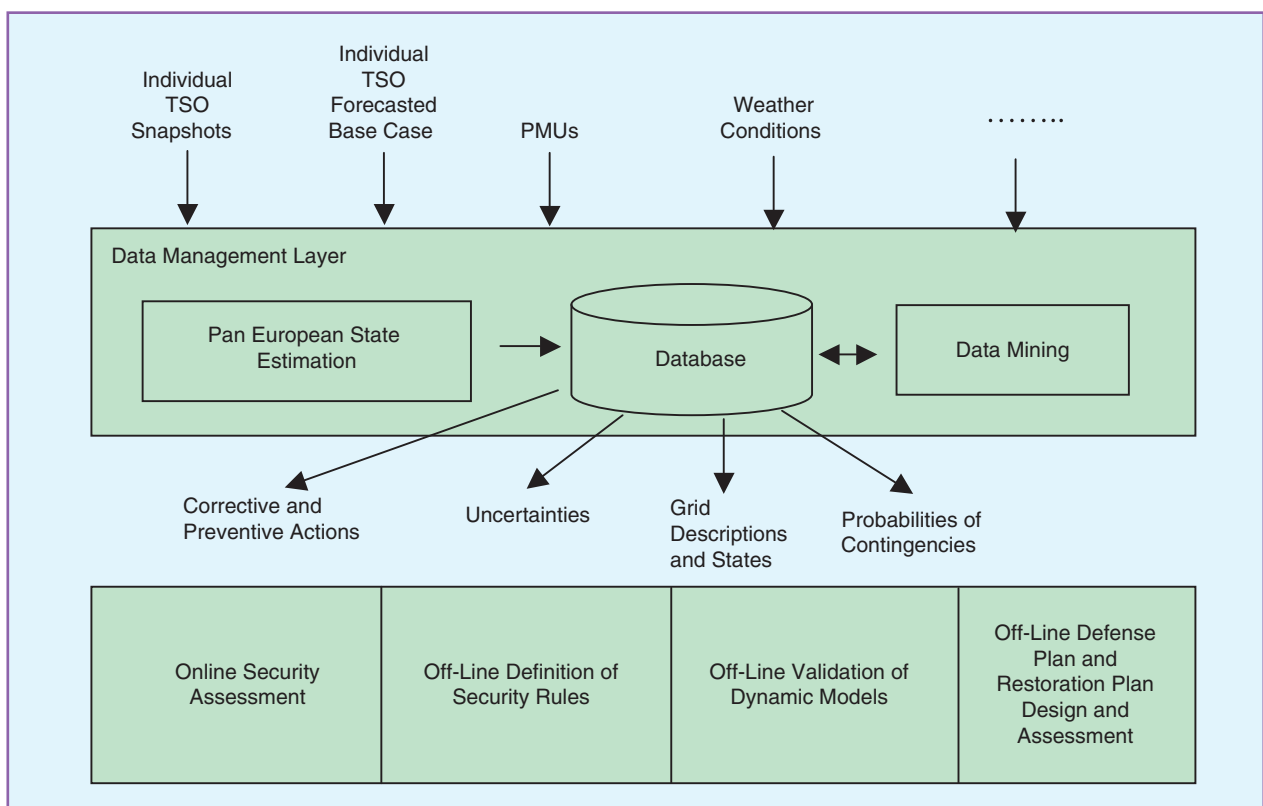 Individual
TSO
Snapshots
Individual
TSO
Forecasted
Base Case
PMUs
Weather
Conditions
........
Data Management Layer
Pan European State
Estimation
Database
Data Mining
Corrective and
Preventive Actions
Uncertainties
Grid
Descriptions
and States
Probabilities of
Contingencies
Online Security
Assessment
Off-Line Definition of
Security Rules
Off-Line Validation of
Dynamic Models
Off-Line Defense
Plan and
Restoration Plan
Design and
Assessment